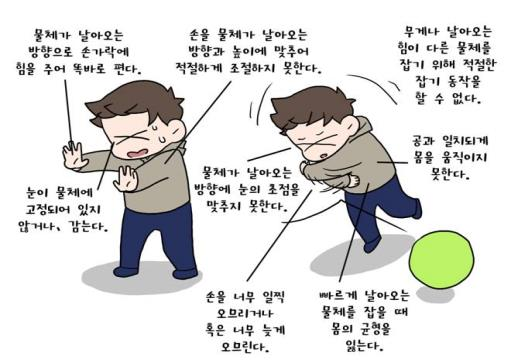 물체가 날아오는
방향으로 손가락에
힘을 주어 똑바로 편다.
손을 물체가 날아오는
방향과 높이에 맞추어
적절하게 조절하지 못한다.
무게나 날아오는
힘이 다른 물체를
잡기 위해 적절한
잡기 동작을
할 수 없다.
눈이 물체에
고정되어 있지
않거나, 감는다.
물체가 날아오는
방향에 눈의 초점을
맞추지 못한다.
공과 일치되게
몸을 움직이지
못한다.
손을 너무 일찍
오므리거나
혹은 너무 늦게
오므린다.
빠르게 날아오는
물체를 잡을 때
몸의 균형을
잃는다.